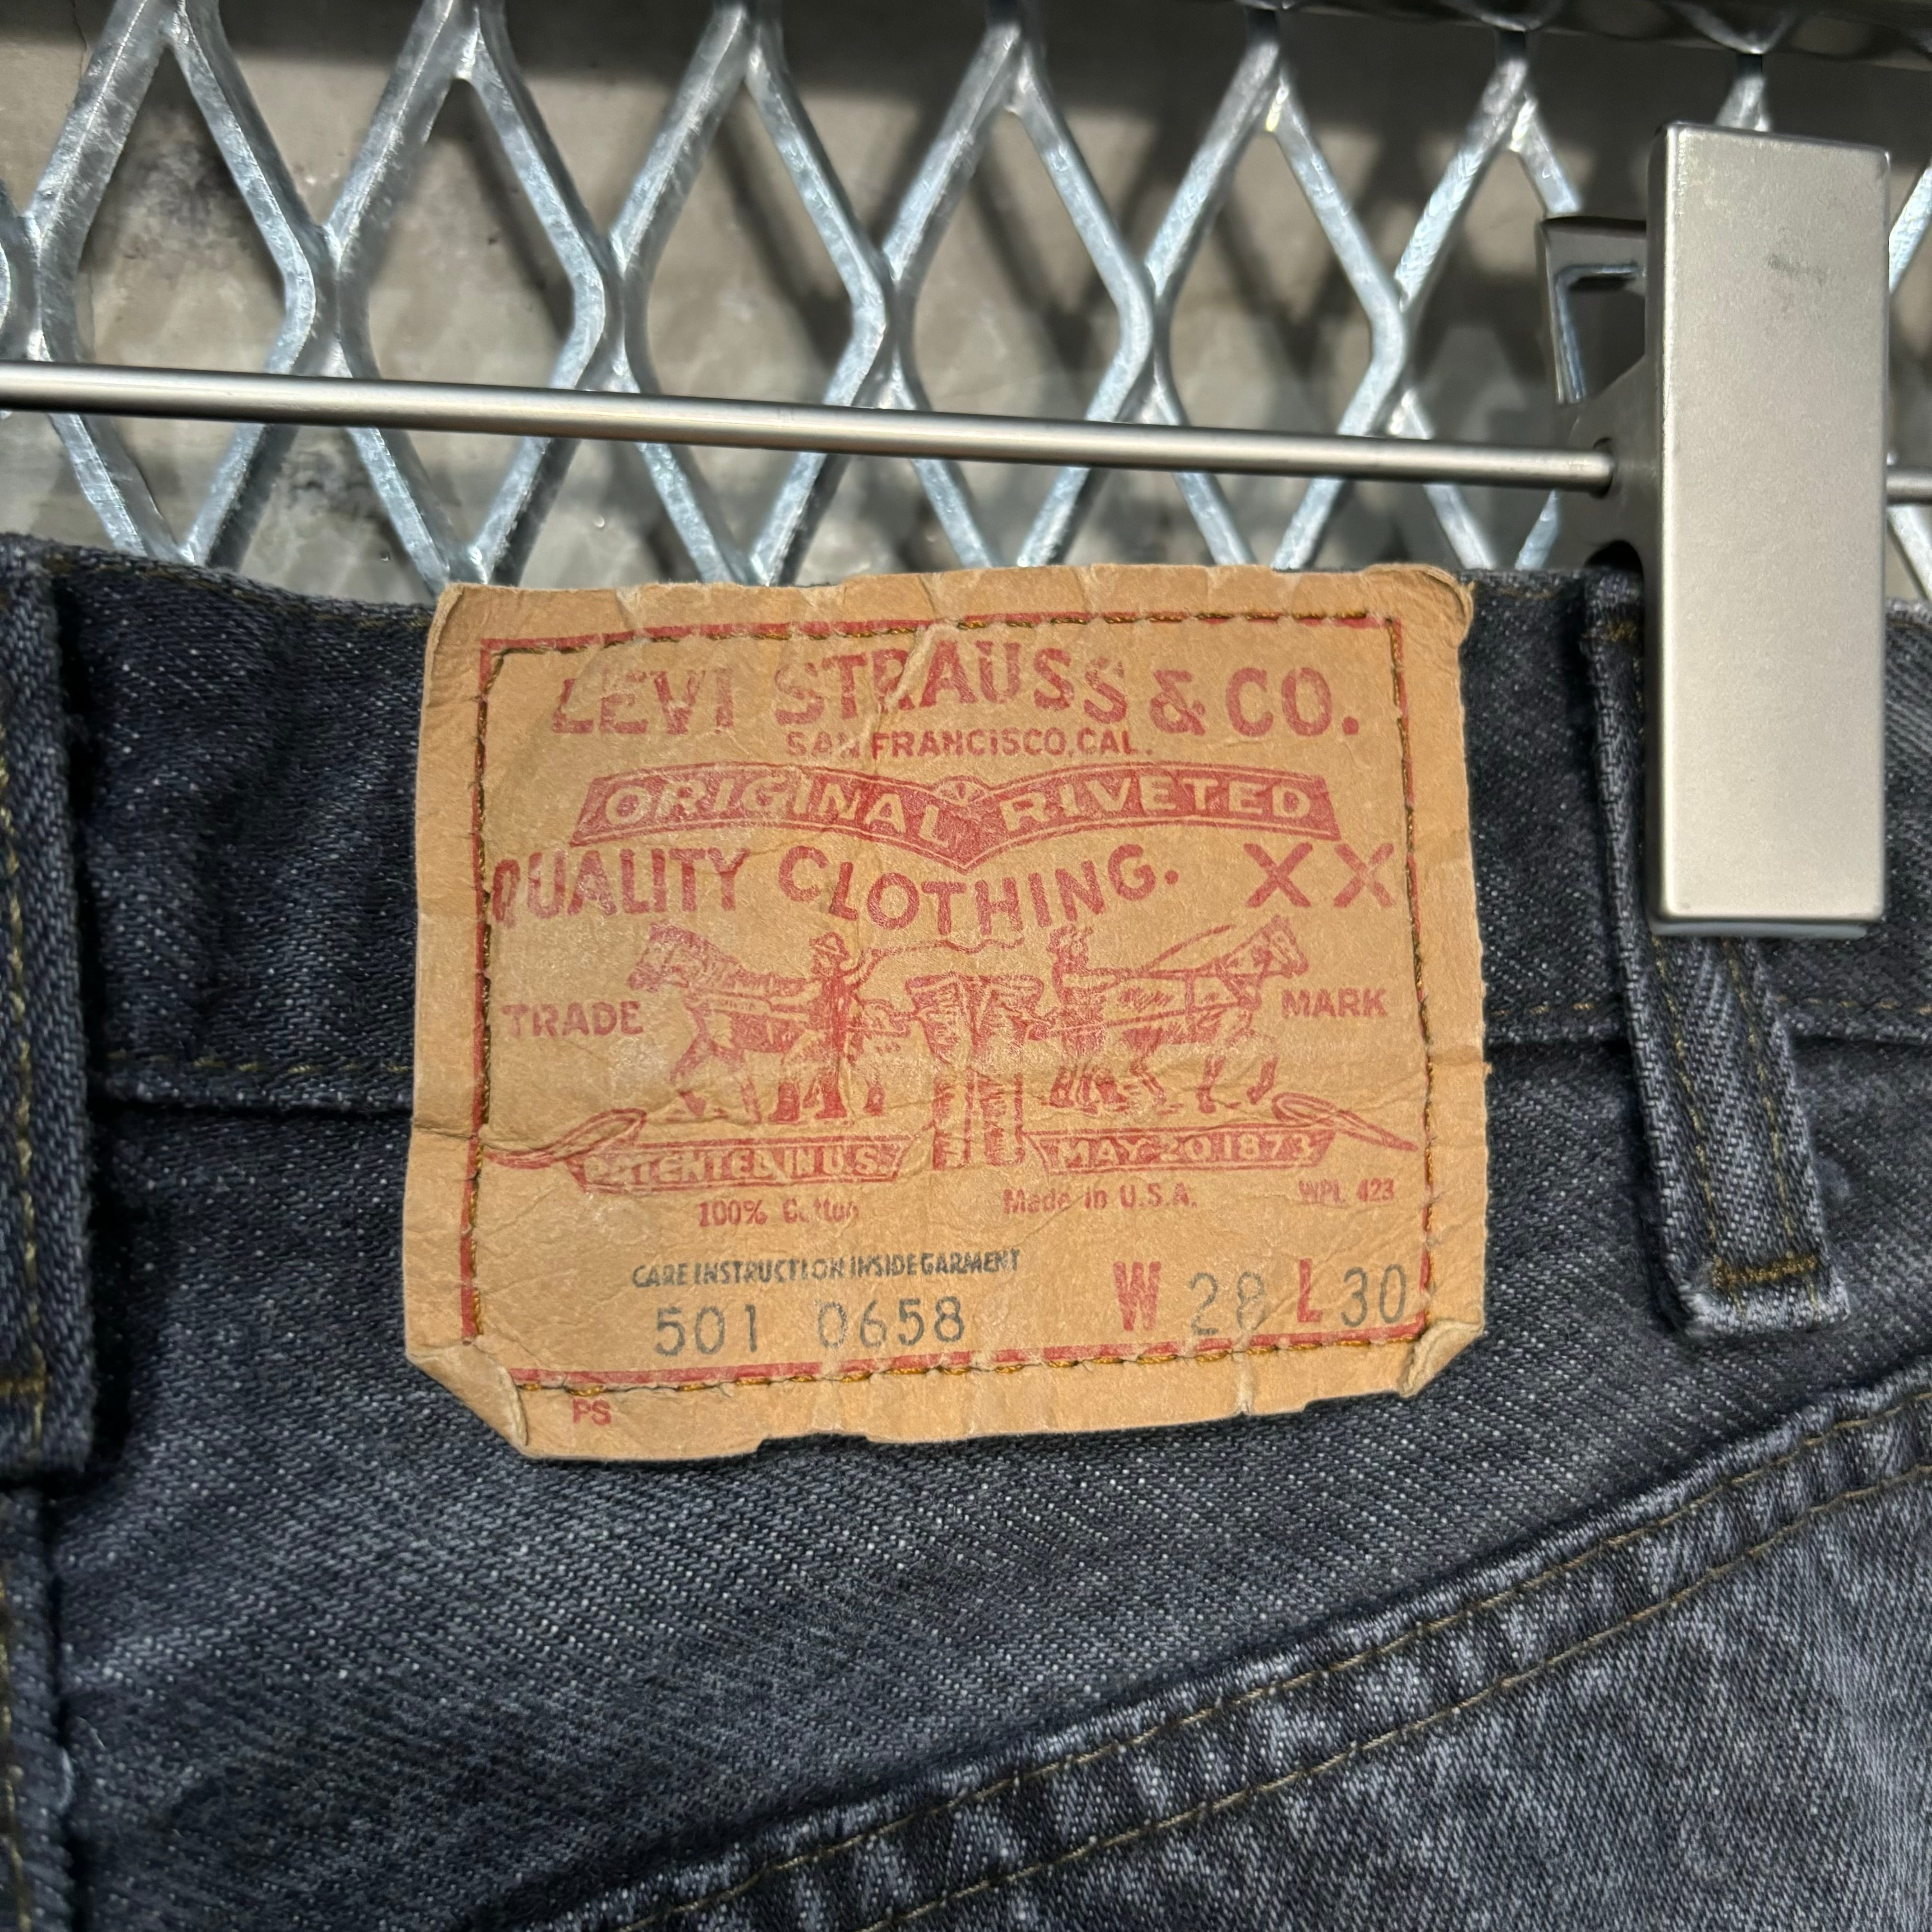 LEVI STRAUSS & CO.
SAN FRANCISCO, CAL.
ORIGINAL RIVETED
QUALITY CLOTHING. XX
TRADE MARK
PATENTED IN U.S. MAY 20 1873
100% Cotton Made in U.S.A. WPL 423
CARE INSTRUCTION INSIDE GARMENT
501 0658 W 28 L 30
PS